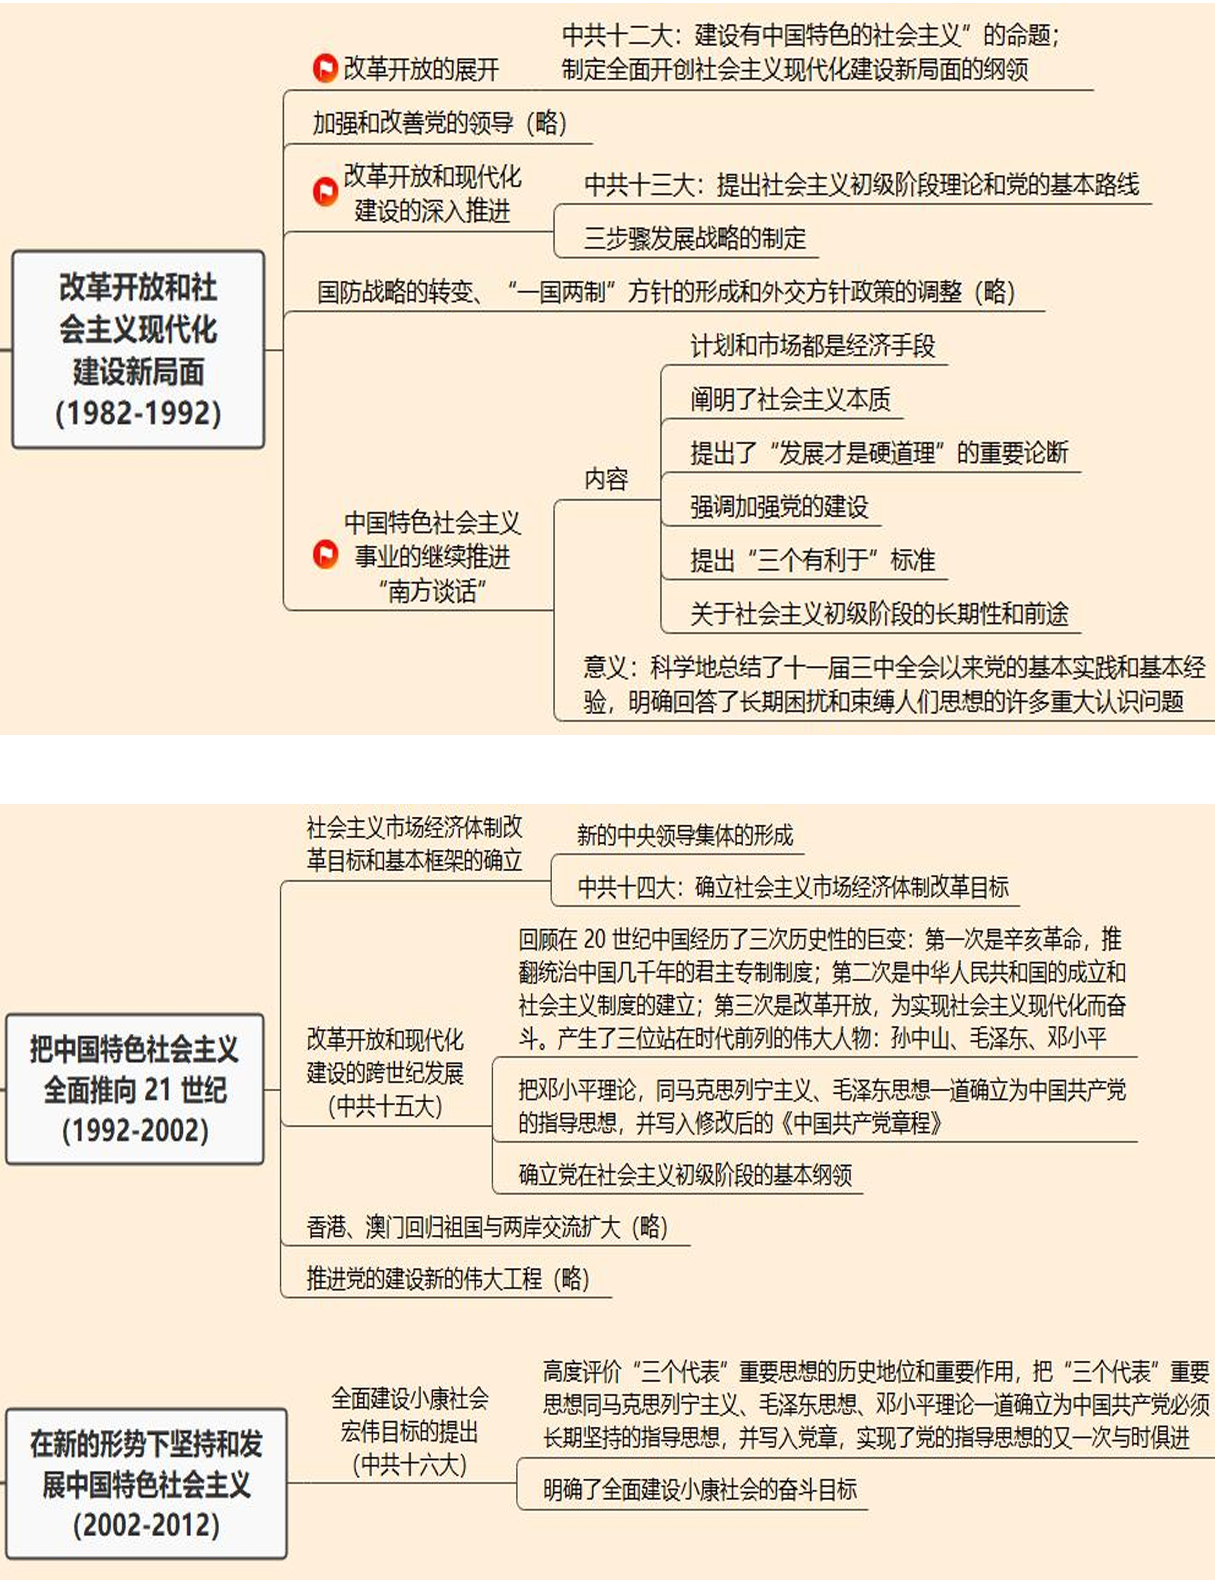 改革开放和社
会主义现代化
建设新局面
(1982-1992)
改革开放的展开
中共十二大：建设有中国特色的社会主义”的命题；
制定全面开创社会主义现代化建设新局面的纲领
加强和改善党的领导（略）
改革开放和现代化
建设的深入推进
中共十三大：提出社会主义初级阶段理论和党的基本路线
三步骤发展战略的制定
国防战略的转变、“一国两制”方针的形成和外交方针政策的调整（略）
中国特色社会主义
事业的继续推进
“南方谈话”
内容
计划和市场都是经济手段
阐明了社会主义本质
提出了“发展才是硬道理”的重要论断
强调加强党的建设
提出“三个有利于”标准
关于社会主义初级阶段的长期性和前途
意义：科学地总结了十一届三中全会以来党的基本实践和基本经
验，明确回答了长期困扰和束缚人们思想的许多重大认识问题
把中国特色社会主义
全面推向 21 世纪
(1992-2002)
社会主义市场经济体制改
革目标和基本框架的确立
新的中央领导集体的形成
中共十四大：确立社会主义市场经济体制改革目标
改革开放和现代化
建设的跨世纪发展
（中共十五大）
回顾在 20 世纪中国经历了三次历史性的巨变：第一次是辛亥革命，推
翻统治中国几千年的君主专制制度；第二次是中华人民共和国的成立和
社会主义制度的建立；第三次是改革开放，为实现社会主义现代化而奋
斗。产生了三位站在时代前列的伟大人物：孙中山、毛泽东、邓小平
把邓小平理论，同马克思列宁主义、毛泽东思想一道确立为中国共产党
的指导思想，并写入修改后的《中国共产党章程》
确立党在社会主义初级阶段的基本纲领
香港、澳门回归祖国与两岸交流扩大（略）
推进党的建设新的伟大工程（略）
在新的形势下坚持和发
展中国特色社会主义
(2002-2012)
全面建设小康社会
宏伟目标的提出
（中共十六大）
高度评价“三个代表”重要思想的历史地位和重要作用，把“三个代表”重要
思想同马克思列宁主义、毛泽东思想、邓小平理论一道确立为中国共产党必须
长期坚持的指导思想，并写入党章，实现了党的指导思想的又一次与时俱进
明确了全面建设小康社会的奋斗目标